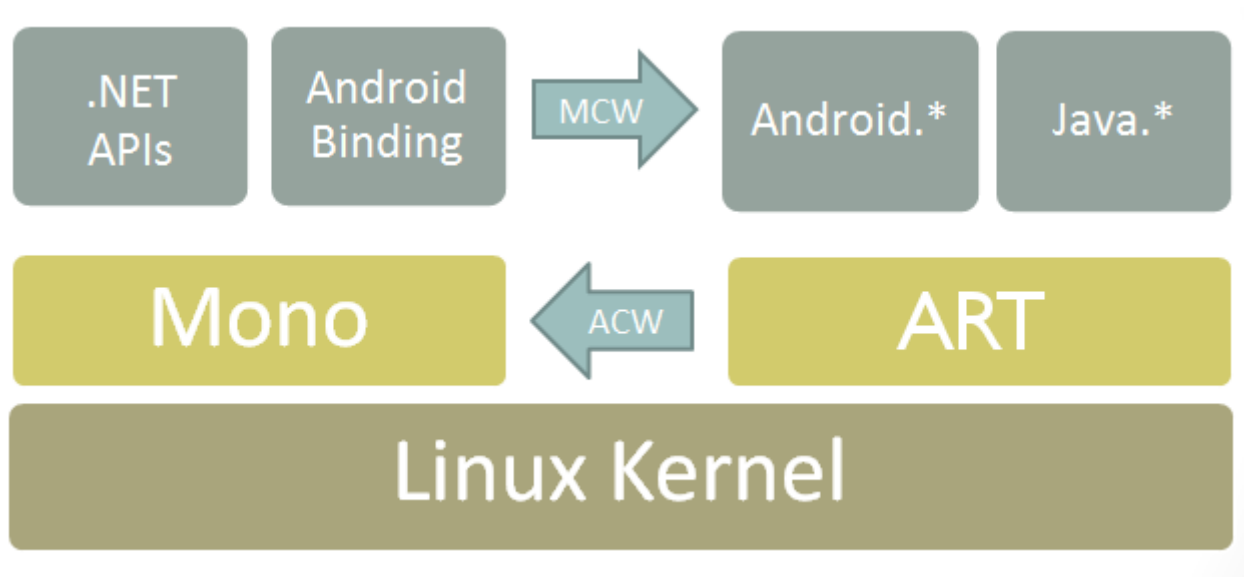 .NET
APIs
Android
Binding
MCW
Android.*
Java.*
Mono
ACW
ART
Linux Kernel